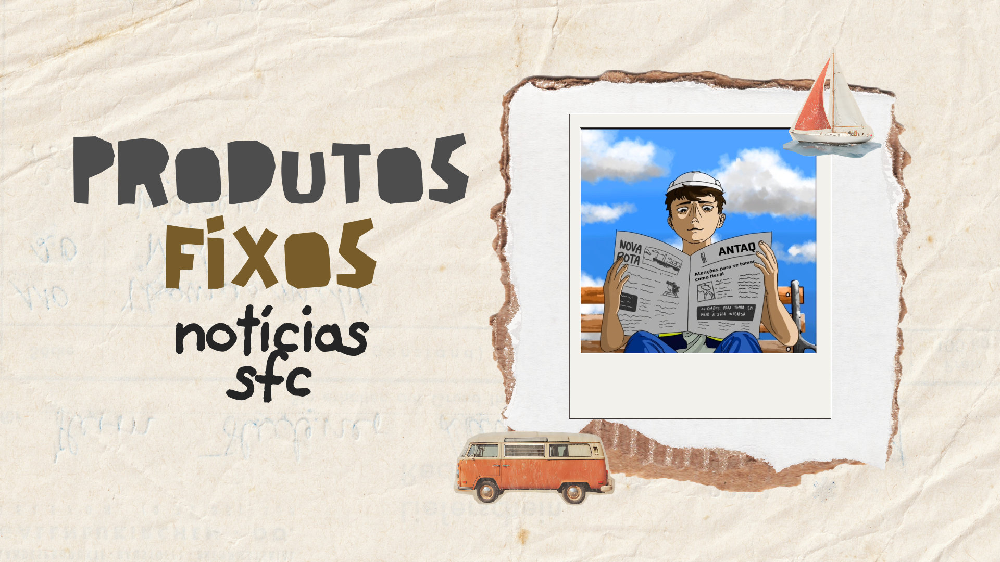 PRODUTOS
FIXOS
notícias
sfc
NOVA
ROTA
ANTAQ
Atenções para se tomar
como fiscal
CUIDADOS PARA TOMAR EM
MEIO À SECA INTENSA